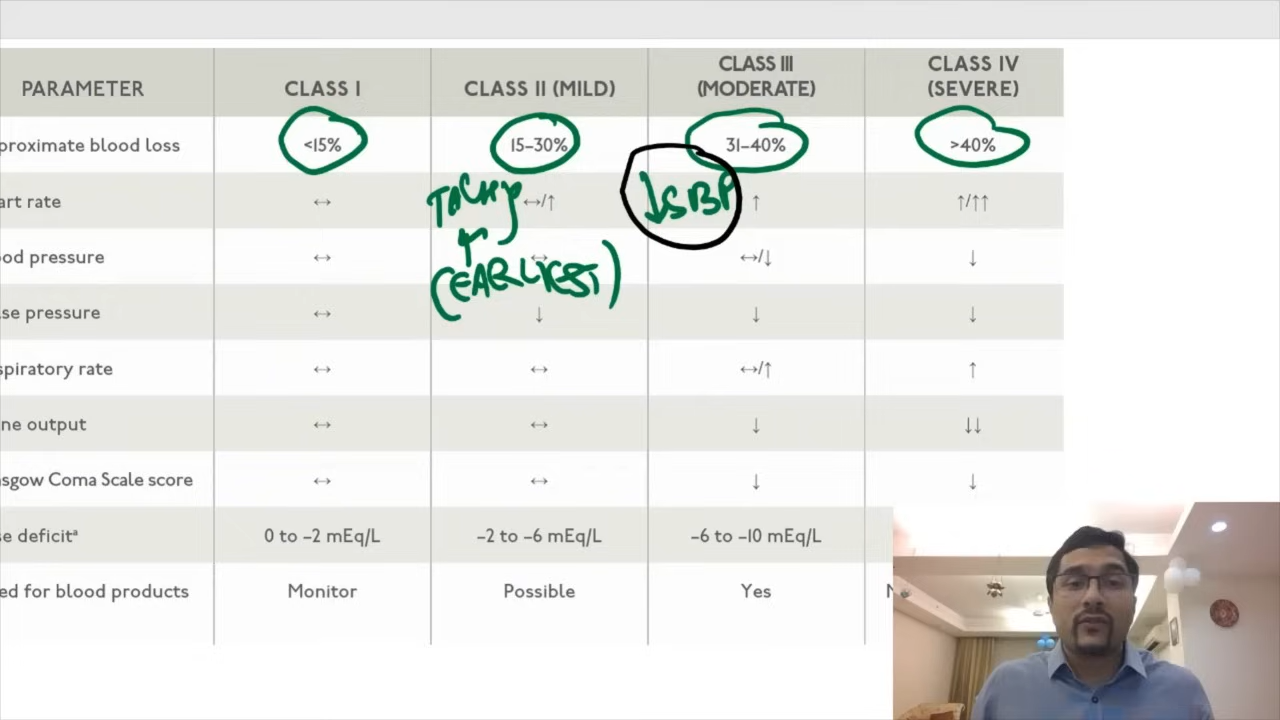 PARAMETER CLASS I CLASS II (MILD) CLASS III (MODERATE) CLASS IV (SEVERE)
proximate blood loss <15% 15–30% 31–40% >40%
TACHY ↓SBP
art rate ↔ ↔/↑ ↑ ↑/↑↑
(EARLIEST)
od pressure ↔ ↔ ↔/↓ ↓
se pressure ↔ ↓ ↓ ↓
spiratory rate ↔ ↔ ↔/↑ ↑
ne output ↔ ↔ ↓ ↓↓
sgow Coma Scale score ↔ ↔ ↓ ↓
e deficitᵃ 0 to –2 mEq/L –2 to –6 mEq/L –6 to –10 mEq/L
ed for blood products Monitor Possible Yes